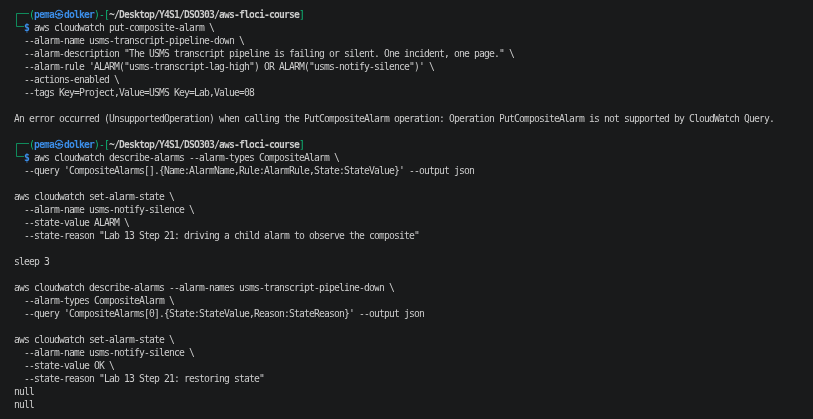 ┌──(pema㉿dolker)-[~/Desktop/Y4S1/DSO303/aws-floci-course]
└─$ aws cloudwatch put-composite-alarm \
  --alarm-name usms-transcript-pipeline-down \
  --alarm-description "The USMS transcript pipeline is failing or silent. One incident, one page." \
  --alarm-rule 'ALARM("usms-transcript-lag-high") OR ALARM("usms-notify-silence")' \
  --actions-enabled \
  --tags Key=Project,Value=USMS Key=Lab,Value=08

An error occurred (UnsupportedOperation) when calling the PutCompositeAlarm operation: Operation PutCompositeAlarm is not supported by CloudWatch Query.

┌──(pema㉿dolker)-[~/Desktop/Y4S1/DSO303/aws-floci-course]
└─$ aws cloudwatch describe-alarms --alarm-types CompositeAlarm \
  --query 'CompositeAlarms[].{Name:AlarmName,Rule:AlarmRule,State:StateValue}' --output json

aws cloudwatch set-alarm-state \
  --alarm-name usms-notify-silence \
  --state-value ALARM \
  --state-reason "Lab 13 Step 21: driving a child alarm to observe the composite"

sleep 3

aws cloudwatch describe-alarms --alarm-names usms-transcript-pipeline-down \
  --alarm-types CompositeAlarm \
  --query 'CompositeAlarms[0].{State:StateValue,Reason:StateReason}' --output json

aws cloudwatch set-alarm-state \
  --alarm-name usms-notify-silence \
  --state-value OK \
  --state-reason "Lab 13 Step 21: restoring state"
null
null